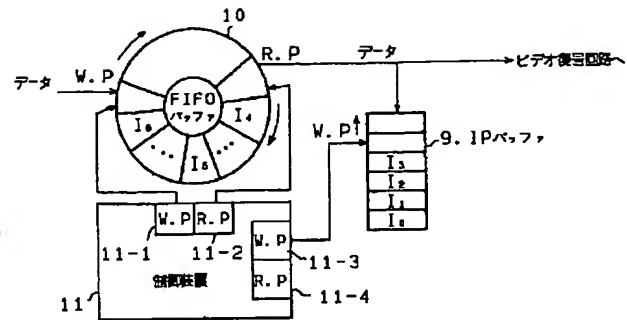 10
R.P
データ
ビデオ復号回路へ
W.P
データ
FIFO
バッファ
I₆
I₄
...
I₅
...
W.P↑
9.IPバッファ
I₃
I₂
I₁
I₀
W.P
R.P
11-1
11-2
W.P
11-3
制御装置
R.P
11-4
11